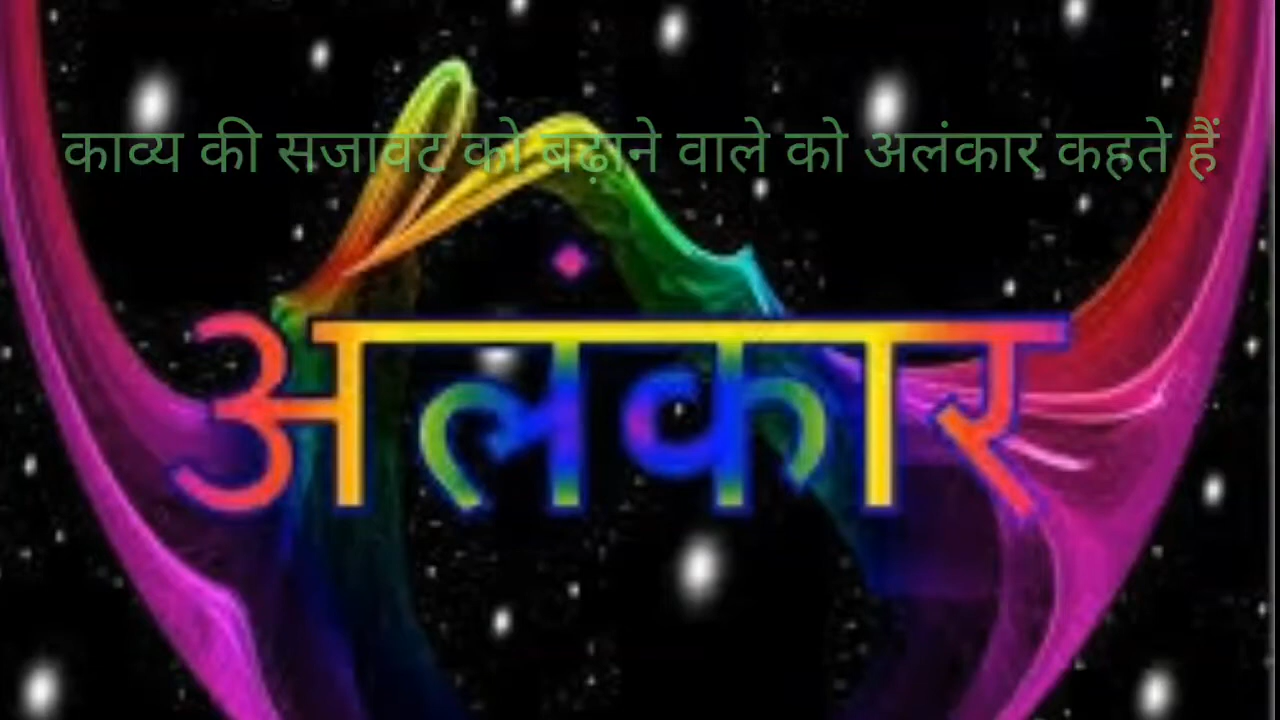 काव्य की सजावट को बढ़ाने वाले को अलंकार कहते हैं
अलंकार